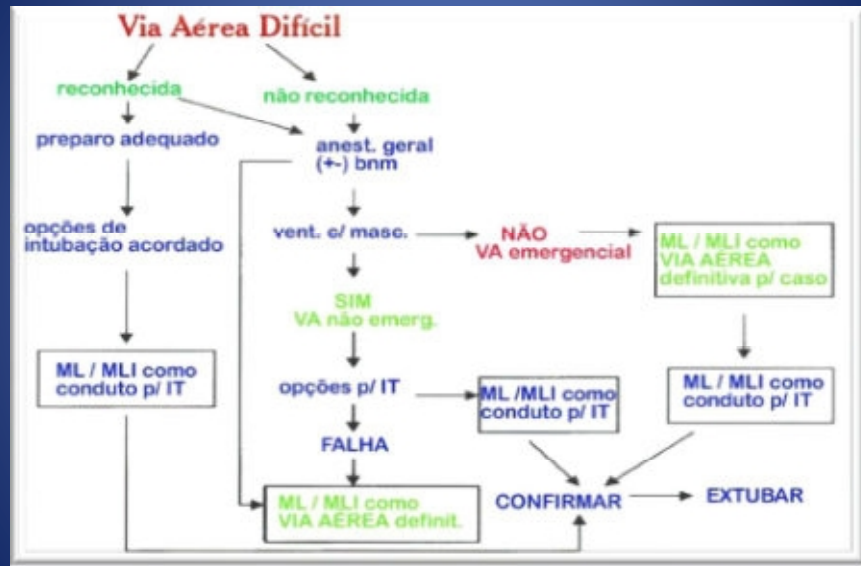 Via Aérea Difícil
reconhecida
não reconhecida
preparo adequado
anest. geral
(+-) bnm
opções de
intubação acordado
vent. c/ masc.
NÃO
VA emergencial
ML / MLI como
VIA AÉREA
definitiva p/ caso
SIM
VA não emerg.
ML / MLI como
conduto p/ IT
opções p/ IT
ML /MLI como
conduto p/ IT
ML / MLI como
conduto p/ IT
FALHA
ML / MLI como
VIA AÉREA definit.
CONFIRMAR
EXTUBAR